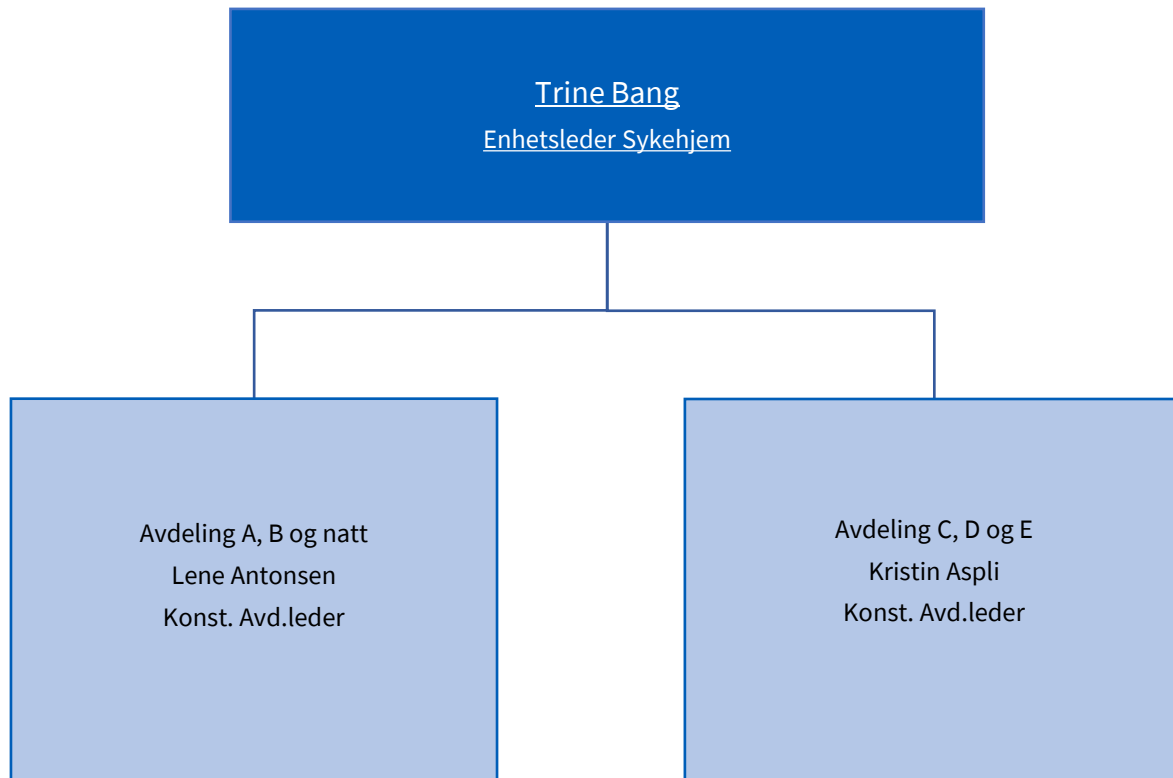 Trine Bang
Enhetsleder Sykehjem
Avdeling A, B og natt
Lene Antonsen
Konst. Avd.leder
Avdeling C, D og E
Kristin Aspli
Konst. Avd.leder